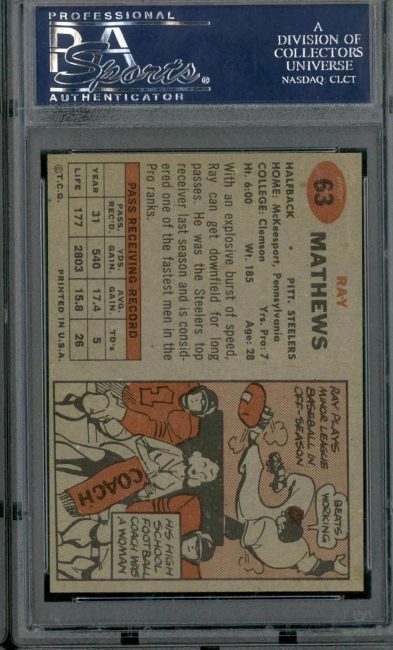 PROFESSIONAL
PSA
Sports®
AUTHENTICATOR
A
DIVISION OF
COLLECTORS
UNIVERSE
NASDAQ: CLCT
63
RAY
MATHEWS
HALFBACK • PITT. STEELERS
HOME: McKeesport, Pennsylvania
COLLEGE: Clemson Yrs. Pro: 7
Ht. 6:00 Wt. 185 Age: 28
With an explosive burst of speed,
Ray can get downfield for long
passes. He was the Steelers top
receiver last season and is consid-
ered one of the fastest men in the
Pro ranks.
PASS RECEIVING RECORD
PASS. YDS. AVG.
YEAR REC'D. GAIN. GAIN. TD's
YEAR 31 540 17.4 5
LIFE 177 2803 15.8 26
©T.C.G. PRINTED IN U.S.A.
RAY PLAYS
MINOR LEAGUE
BASEBALL IN
OFF-SEASON
BEATS
WORKING
COACH
HIS HIGH
SCHOOL
FOOTBALL
COACH WAS
A WOMAN